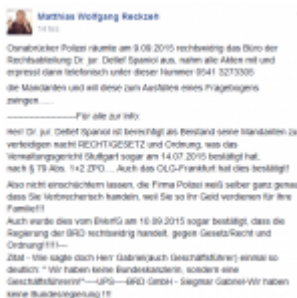 Matthias Wolfgang Reckzeh
14 Std.
Osnabrücker Polizei räumte am 9.09.2015 rechtswidrig das Büro der
Rechtsabteilung Dr. jur. Detlef Spaniol aus, nahm alle Akten mit und
erpresst dann telefonisch unter dieser Nummer 0541 3273305
die Mandanten und will diese zum Ausfüllen eines Fragebogens
zwingen......
--------------------Für alle zur Info:
Herr Dr. jur. Detlef Spaniol ist berechtigt als Beistand seine Mandanten zu
verteidigen nacht RECHT/GESETZ und Ordnung, was das
Verwaltungsgericht Stuttgart sogar am 14.07.2015 bestätigt hat,
nach § 79 Abs. 1+2 ZPO.... Auch das OLG-Frankfurt hat dies bestätigt!!
Also nicht einschüchtern lassen, die Firma Polizei weiß selber ganz genau
dass Sie Verbrecherisch handeln, weil Sie so Ihr Geld verdienen für Ihre
Familie!!!
Auch wurde dies vom BVerfG am 10.09.2015 sogar bestätigt, dass die
Regierung der BRD rechtswidrig handelt, gegen Gesetz/Recht und
Ordnung!!!!!---
Zitat - Wie sagte doch Herr Gabriel(auch Geschäftsführer) einmal so
deutlich: " Wir haben keine Bundeskanzlerin, sondern eine
Geschäftsführerin!"----UPS----BRD GmbH - Siegmar Gabriel-Wir haben
keine Bundesregierung !!!